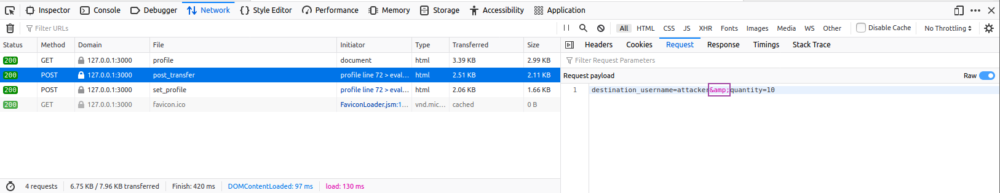 Inspector Console Debugger Network Style Editor Performance Memory Storage Accessibility Application
Filter URLs All HTML CSS JS XHR Fonts Images Media WS Other Disable Cache No Throttling
Status Method Domain File Initiator Type Transferred Size Headers Cookies Request Response Timings Stack Trace
200 GET 127.0.0.1:3000 profile document html 3.39 KB 2.99 KB Filter Request Parameters
200 POST 127.0.0.1:3000 post_transfer profile line 72 > eval... html 2.51 KB 2.11 KB Request payload Raw
200 POST 127.0.0.1:3000 set_profile profile line 72 > eval... html 2.06 KB 1.66 KB 1 destination_username=attacker&amp;quantity=10
200 GET 127.0.0.1:3000 favicon.ico FaviconLoader.jsm:1... vnd.mic... cached 0 B
4 requests 6.75 KB / 7.96 KB transferred Finish: 420 ms DOMContentLoaded: 97 ms load: 130 ms